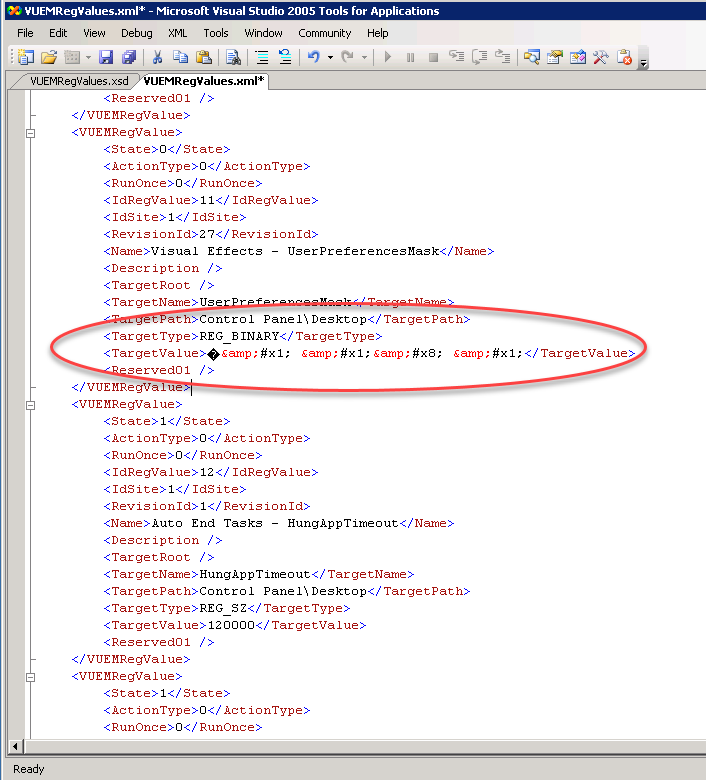 VUEMRegValues.xml* - Microsoft Visual Studio 2005 Tools for Applications
File Edit View Debug XML Tools Window Community Help
VUEMRegValues.xsd VUEMRegValues.xml*
<Reserved01 />
</VUEMRegValue>
<VUEMRegValue>
<State>0</State>
<ActionType>0</ActionType>
<RunOnce>0</RunOnce>
<IdRegValue>11</IdRegValue>
<IdSite>1</IdSite>
<RevisionId>27</RevisionId>
<Name>Visual Effects - UserPreferencesMask</Name>
<Description />
<TargetRoot />
<TargetName>UserPreferencesMask</TargetName>
<TargetPath>Control Panel\Desktop</TargetPath>
<TargetType>REG_BINARY</TargetType>
<TargetValue>�&amp;#x1; &amp;#x1;&amp;#x8; &amp;#x1;</TargetValue>
<Reserved01 />
</VUEMRegValue>
<VUEMRegValue>
<State>1</State>
<ActionType>0</ActionType>
<RunOnce>0</RunOnce>
<IdRegValue>12</IdRegValue>
<IdSite>1</IdSite>
<RevisionId>1</RevisionId>
<Name>Auto End Tasks - HungAppTimeout</Name>
<Description />
<TargetRoot />
<TargetName>HungAppTimeout</TargetName>
<TargetPath>Control Panel\Desktop</TargetPath>
<TargetType>REG_SZ</TargetType>
<TargetValue>120000</TargetValue>
<Reserved01 />
</VUEMRegValue>
<VUEMRegValue>
<State>1</State>
<ActionType>0</ActionType>
<RunOnce>0</RunOnce>
Ready